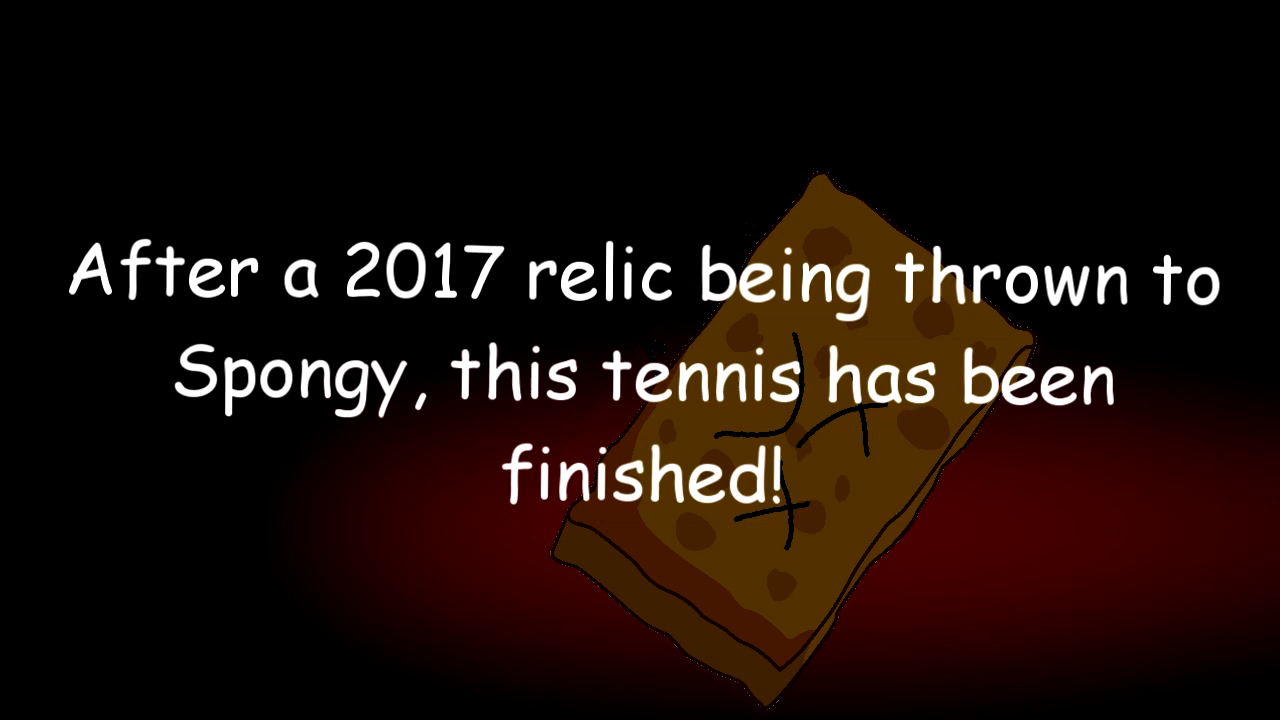 After a 2017 relic being thrown to
Spongy, this tennis has been
finished!